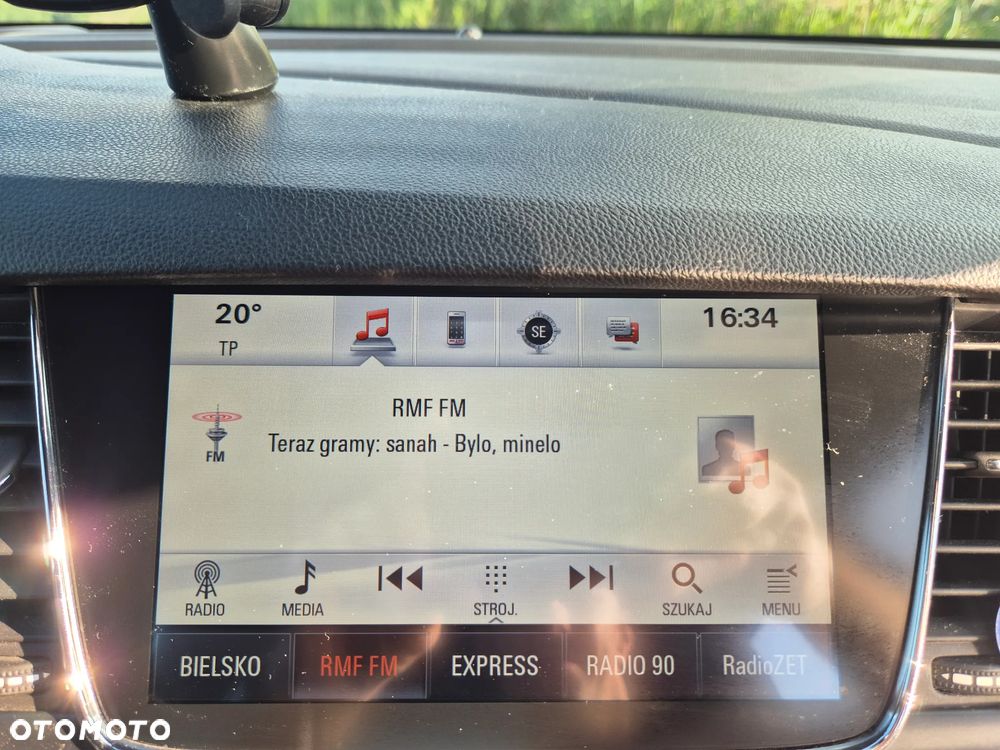 20°
TP
SE
16:34
RMF FM
Teraz gramy: sanah - Bylo, minelo
FM
RADIO
MEDIA
STROJ.
SZUKAJ
MENU
BIELSKO
RMF FM
EXPRESS
RADIO 90
RadioZET
OTOMOTO